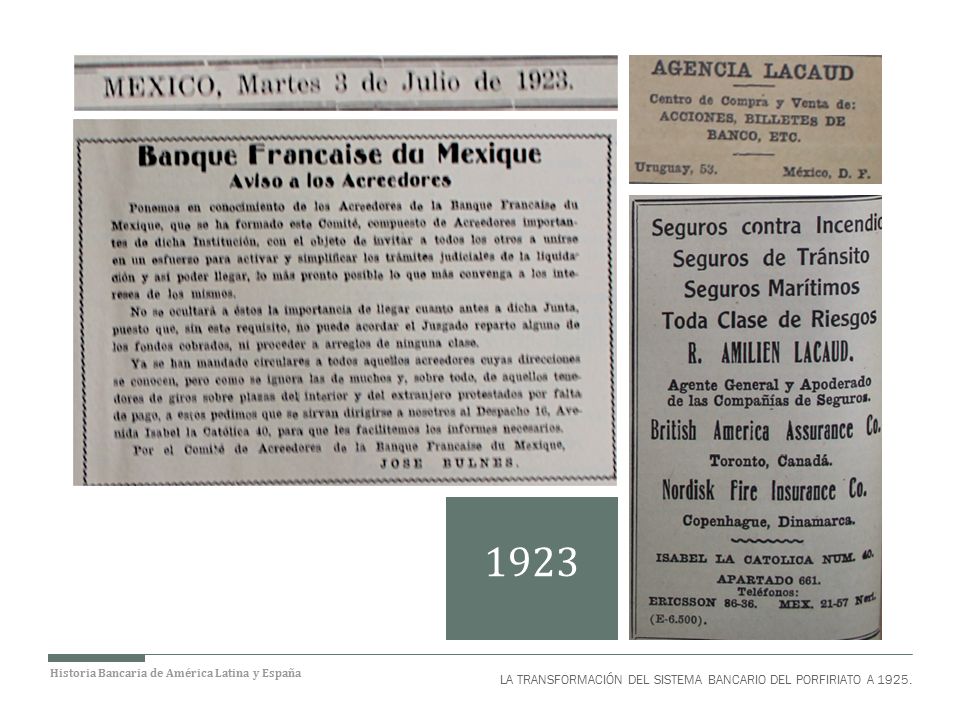 MEXICO, Martes 3 de Julio de 1923.
Banque Francaise du Mexique
Aviso a los Acreedores
Ponemos en conocimiento de los Acreedores de la Banque Francaise du
Mexique, que se ha formado este Comité, compuesto de Acreedores importan-
tes de dicha Institución, con el objeto de invitar a todos los otros a unirse
en un esfuerzo para activar y simplificar los trámites judiciales de la liquida-
ción y así poder llegar, lo más pronto posible lo que más convenga a los inte-
reses de los mismos.
No se ocultará a éstos la importancia de llegar cuanto antes a dicha Junta,
puesto que, sin este requisito, no puede acordar el Juzgado reparto alguno de
los fondos cobrados, ni proceder a arreglos de ninguna clase.
Ya se han mandado circulares a todos aquellos acreedores cuyas direcciones
se conocen, pero como se ignora las de muchos y, sobre todo, de aquellos tene-
dores de giros sobre plazas del interior y del extranjero protestados por falta
de pago, a estos pedimos que se sirvan dirigirse a nosotros al Despacho 16, Ave-
nida Isabel la Católica 40, para que les facilitemos los informes necesarios.
Por el Comité de Acreedores de la Banque Francaise du Mexique,
JOSE BULNES.
AGENCIA LACAUD
Centro de Compra y Venta de:
ACCIONES, BILLETES DE
BANCO, ETC.
Uruguay, 53. México, D. F.
Seguros contra Incendio
Seguros de Tránsito
Seguros Marítimos
Toda Clase de Riesgos
R. AMILIEN LACAUD.
Agente General y Apoderado
de las Compañías de Seguros.
British America Assurance Co.
Toronto, Canadá.
Nordisk Fire Insurance Co.
Copenhague, Dinamarca.
ISABEL LA CATOLICA NUM. 40.
APARTADO 661.
Teléfonos:
ERICSSON 86-36. MEX. 21-57 Neri.
(E-6.500).
1923
Historia Bancaria de América Latina y España
LA TRANSFORMACIÓN DEL SISTEMA BANCARIO DEL PORFIRIATO A 1925.